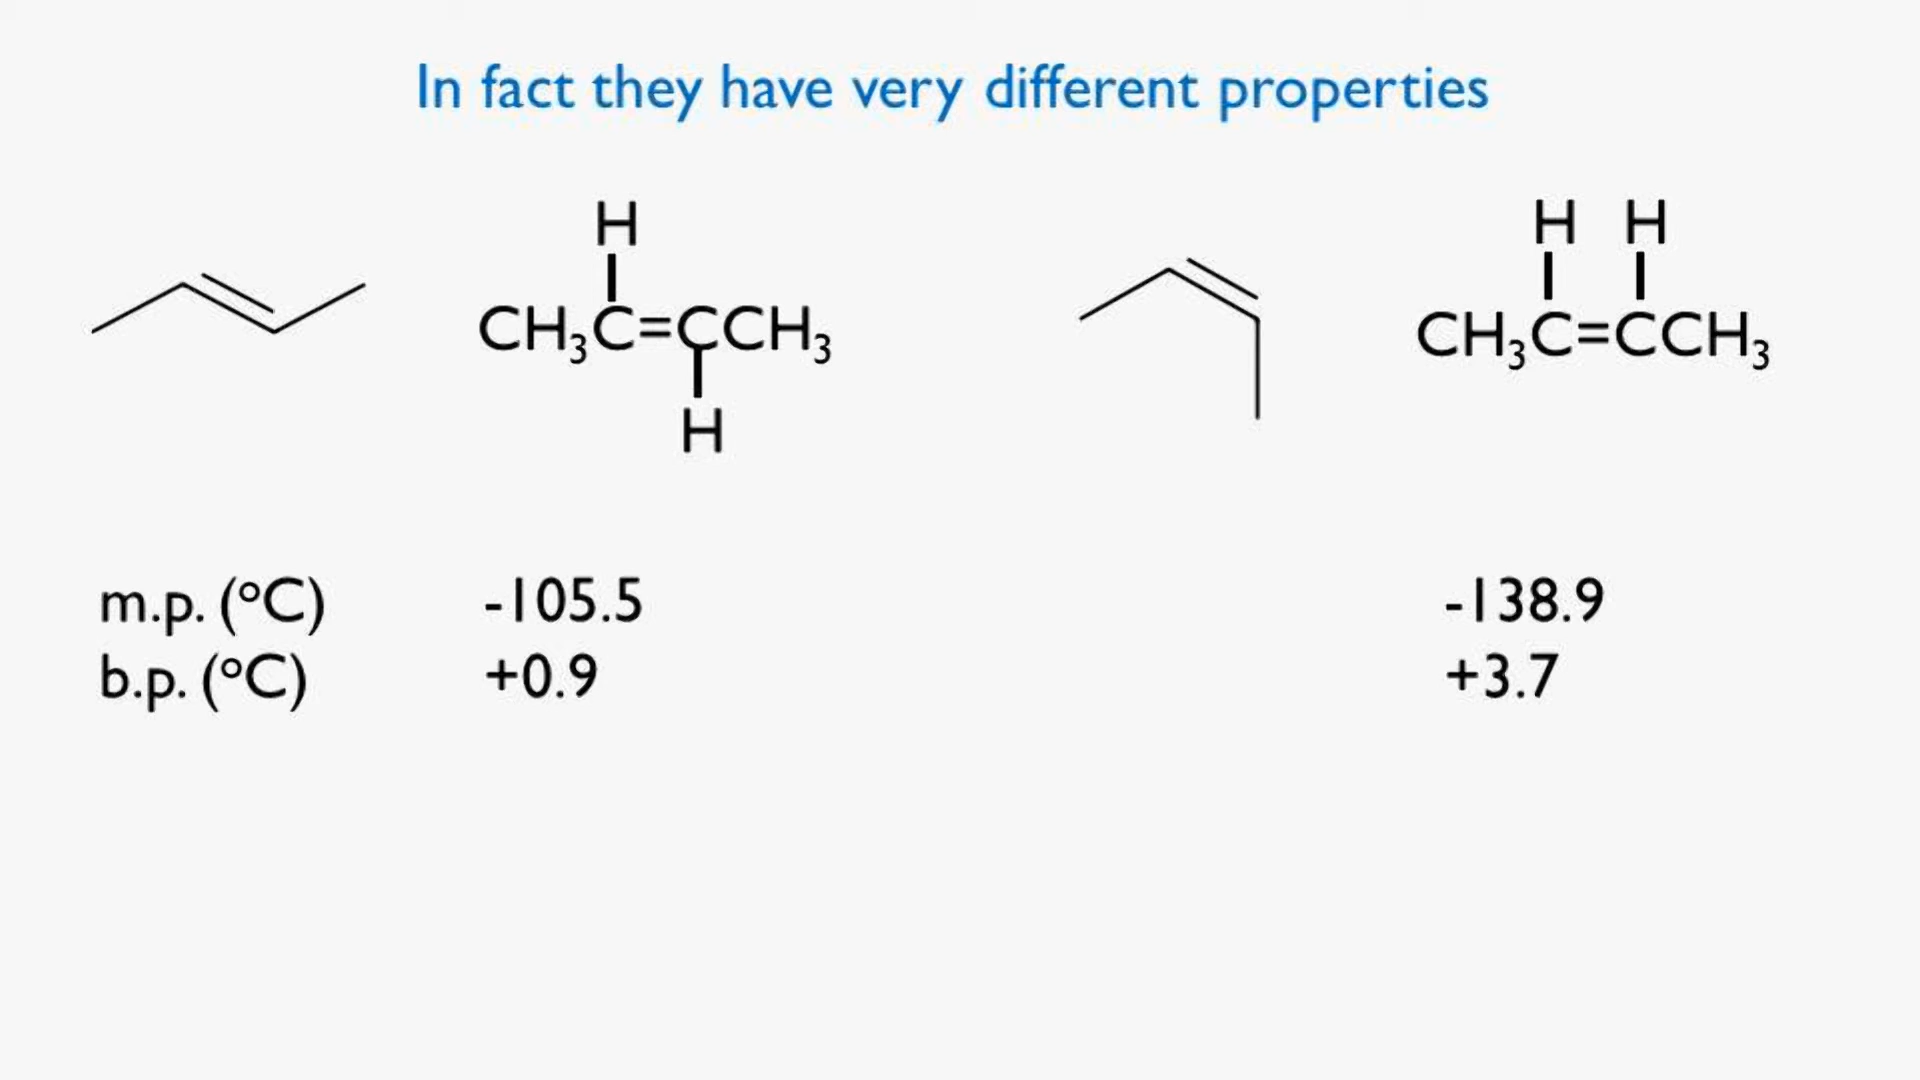 In fact they have very different properties
H
CH₃C=CCH₃
H
H H
CH₃C=CCH₃
m.p. (°C) -105.5 -138.9
b.p. (°C) +0.9 +3.7